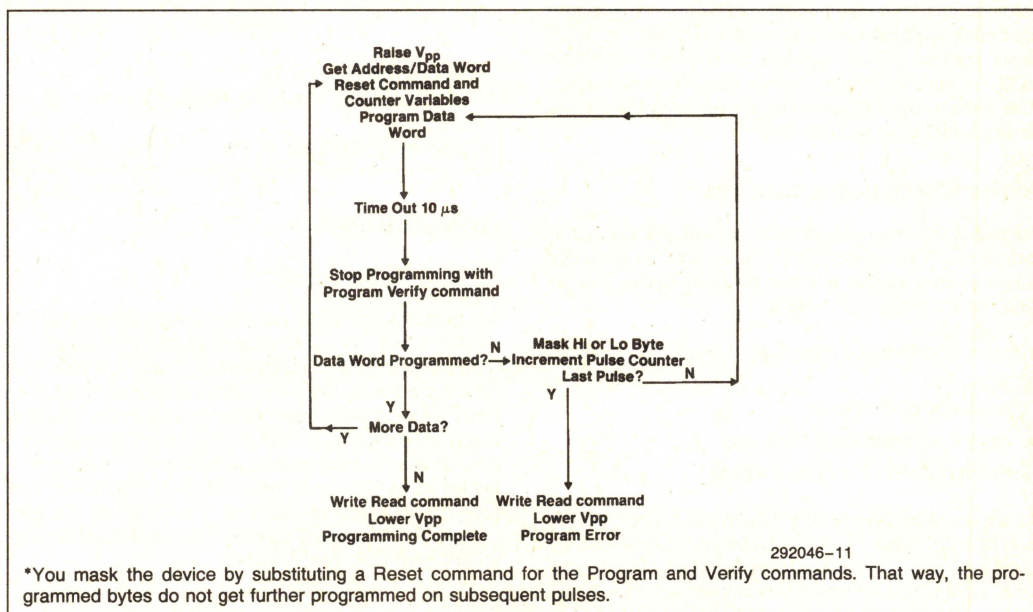 Raise Vpp
Get Address/Data Word
Reset Command and
Counter Variables
Program Data
Word
Time Out 10 μs
Stop Programming with
Program Verify command
Data Word Programmed?
N
Mask Hi or Lo Byte
Increment Pulse Counter
Last Pulse?
N
Y
Y
More Data?
Y
N
Write Read command
Lower Vpp
Programming Complete
Write Read command
Lower Vpp
Program Error
292046–11
*You mask the device by substituting a Reset command for the Program and Verify commands. That way, the pro-
grammed bytes do not get further programmed on subsequent pulses.